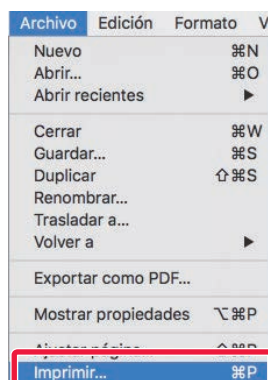 Archivo Edición Formato V
Nuevo ⌘N
Abrir... ⌘O
Abrir recientes ▶
Cerrar ⌘W
Guardar... ⌘S
Duplicar ⇧⌘S
Renombrar...
Trasladar a...
Volver a ▶
Exportar como PDF...
Mostrar propiedades ⌥⌘P
Imprimir... ⌘P